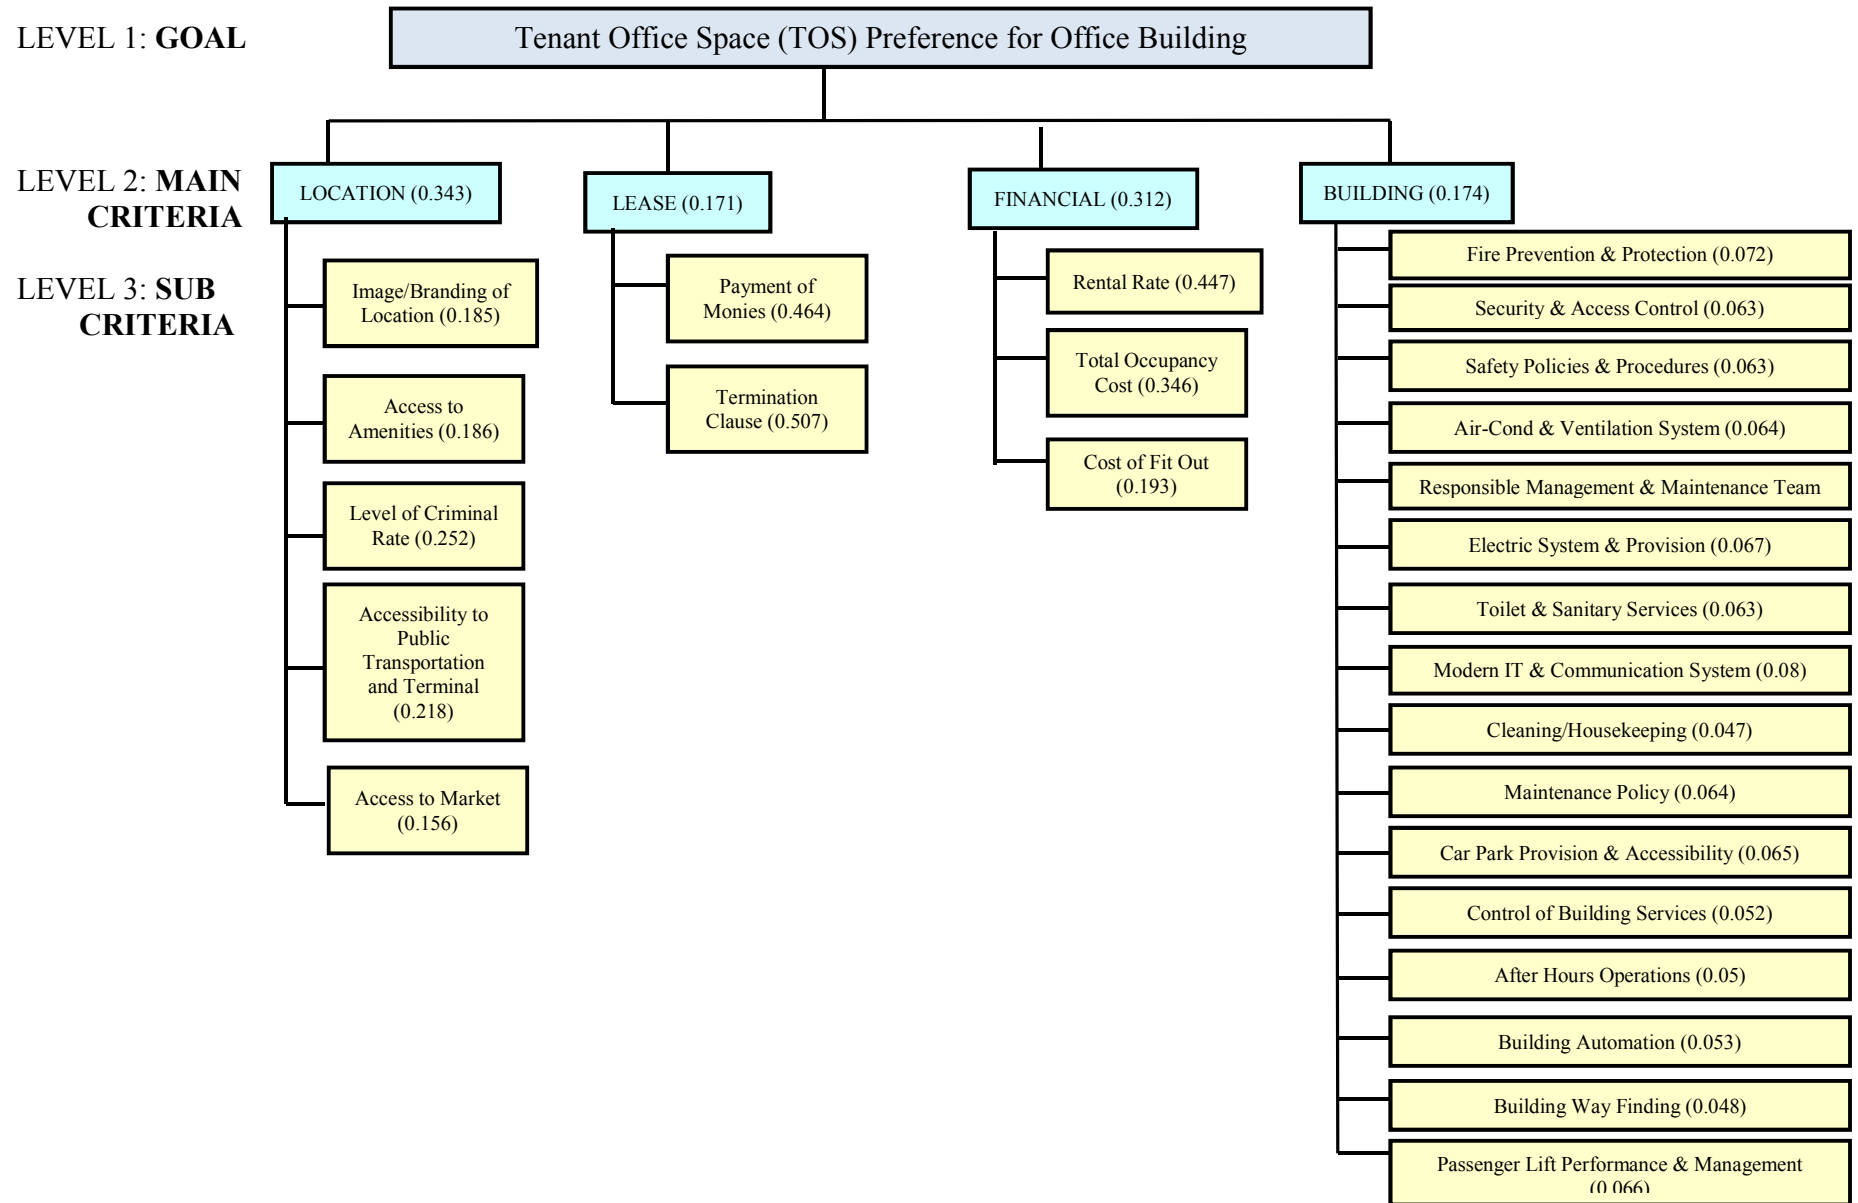 LEVEL 1: GOAL
Tenant Office Space (TOS) Preference for Office Building
LEVEL 2: MAIN
CRITERIA
LOCATION (0.343)
LEASE (0.171)
FINANCIAL (0.312)
BUILDING (0.174)
LEVEL 3: SUB
CRITERIA
Image/Branding of
Location (0.185)
Access to
Amenities (0.186)
Level of Criminal
Rate (0.252)
Accessibility to
Public
Transportation
and Terminal
(0.218)
Access to Market
(0.156)
Payment of
Monies (0.464)
Termination
Clause (0.507)
Rental Rate (0.447)
Total Occupancy
Cost (0.346)
Cost of Fit Out
(0.193)
Fire Prevention & Protection (0.072)
Security & Access Control (0.063)
Safety Policies & Procedures (0.063)
Air-Cond & Ventilation System (0.064)
Responsible Management & Maintenance Team
Electric System & Provision (0.067)
Toilet & Sanitary Services (0.063)
Modern IT & Communication System (0.08)
Cleaning/Housekeeping (0.047)
Maintenance Policy (0.064)
Car Park Provision & Accessibility (0.065)
Control of Building Services (0.052)
After Hours Operations (0.05)
Building Automation (0.053)
Building Way Finding (0.048)
Passenger Lift Performance & Management
(0.066)